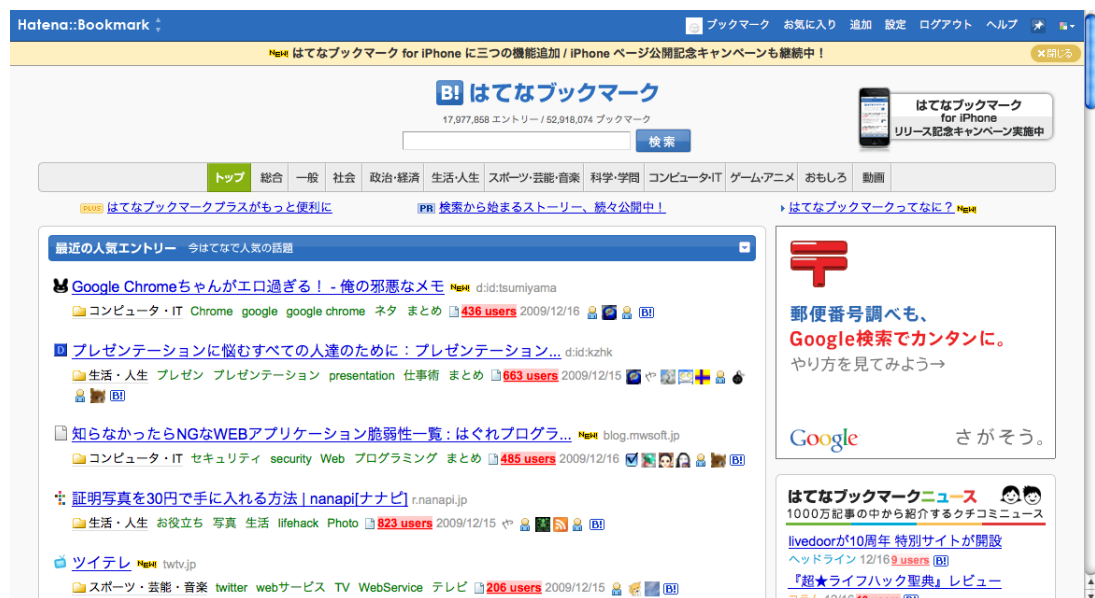 Hatena::Bookmark
ブックマーク お気に入り 追加 設定 ログアウト ヘルプ
NEW! はてなブックマーク for iPhone に三つの機能追加 / iPhone ページ公開記念キャンペーンも継続中！
×閉じる
B! はてなブックマーク
17,977,858 エントリー / 52,918,074 ブックマーク
検索
はてなブックマーク
for iPhone
リリース記念キャンペーン実施中
トップ 総合 一般 社会 政治・経済 生活・人生 スポーツ・芸能・音楽 科学・学問 コンピュータ・IT ゲーム・アニメ おもしろ 動画
PLUS はてなブックマークプラスがもっと便利に
PR 検索から始まるストーリー、続々公開中！
はてなブックマークってなに？ NEW!
最近の人気エントリー 今はてなで人気の話題
Google Chromeちゃんがエロ過ぎる！ - 俺の邪悪なメモ NEW! d:id:tsumiyama
コンピュータ・IT Chrome google google chrome ネタ まとめ 436 users 2009/12/16 B!
D プレゼンテーションに悩むすべての人達のために：プレゼンテーション... d:id:kzhk
生活・人生 プレゼン プレゼンテーション presentation 仕事術 まとめ 663 users 2009/12/15 や
B!
知らなかったらNGなWEBアプリケーション脆弱性一覧 : はぐれプログラ... NEW! blog.mwsoft.jp
コンピュータ・IT セキュリティ security Web プログラミング まとめ 485 users 2009/12/16 B!
証明写真を30円で手に入れる方法 | nanapi[ナナピ] r.nanapi.jp
生活・人生 お役立ち 写真 生活 lifehack Photo 823 users 2009/12/15 や B!
ツイテレ NEW! twtv.jp
スポーツ・芸能・音楽 twitter webサービス TV WebService テレビ 206 users 2009/12/15 B!
郵便番号調べも、
Google検索でカンタンに。
やり方を見てみよう→
Google さがそう。
はてなブックマークニュース
1000万記事の中から紹介するクチコミニュース
livedoorが10周年 特別サイトが開設
ヘッドライン 12/16 9 users B!
『超★ライフハック聖典』レビュー